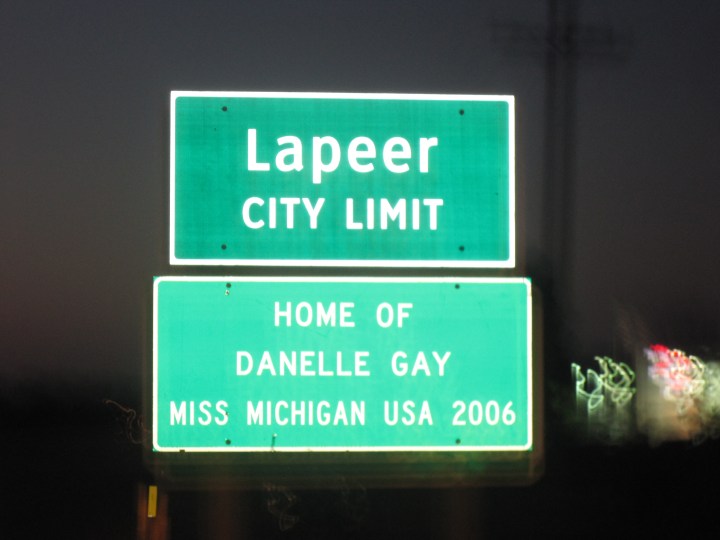 Lapeer
CITY LIMIT
HOME OF
DANELLE GAY
MISS MICHIGAN USA 2006